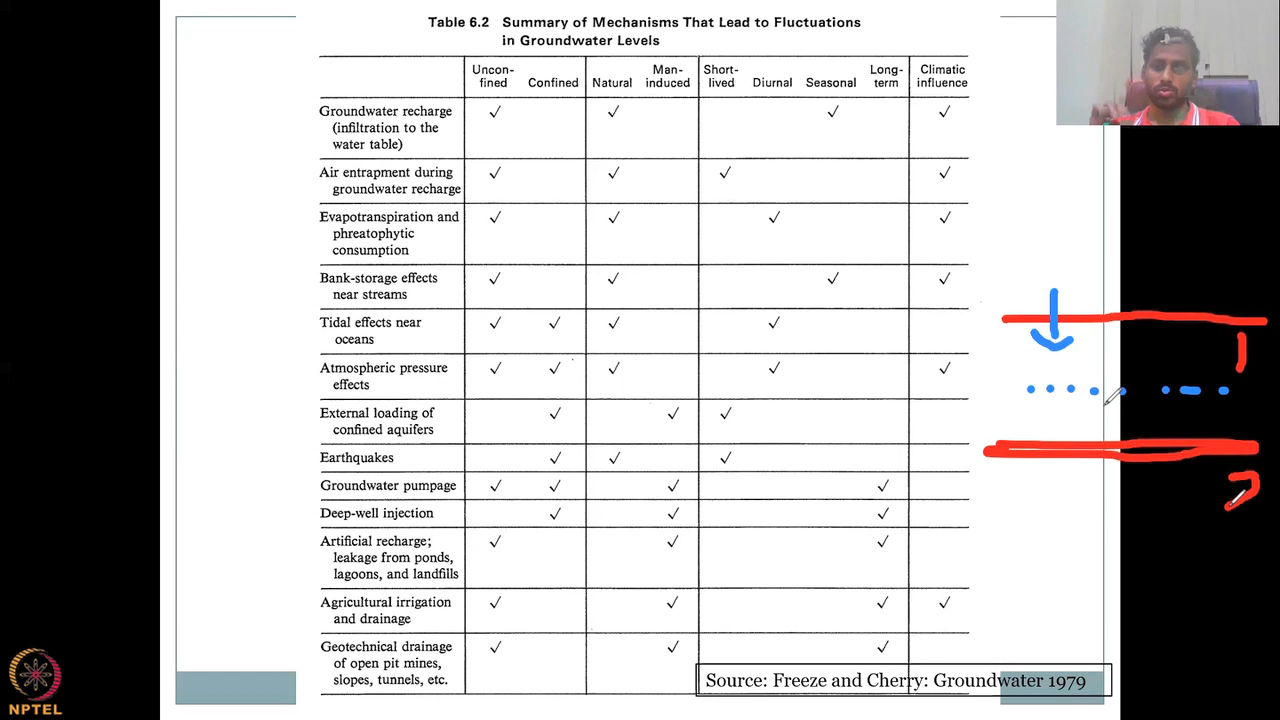 Table 6.2 Summary of Mechanisms That Lead to Fluctuations
in Groundwater Levels
Uncon-
fined Confined Natural Man-
induced Short-
lived Diurnal Seasonal Long-
term Climatic
influence
Groundwater recharge ✓ ✓ ✓ ✓
(infiltration to the
water table)
Air entrapment during ✓ ✓ ✓ ✓
groundwater recharge
Evapotranspiration and ✓ ✓ ✓ ✓
phreatophytic
consumption
Bank-storage effects ✓ ✓ ✓ ✓
near streams
Tidal effects near ✓ ✓ ✓ ✓
oceans
Atmospheric pressure ✓ ✓ ✓ ✓ ✓
effects
External loading of ✓ ✓ ✓
confined aquifers
Earthquakes ✓ ✓ ✓
Groundwater pumpage ✓ ✓ ✓ ✓
Deep-well injection ✓ ✓ ✓
Artificial recharge; ✓ ✓ ✓
leakage from ponds,
lagoons, and landfills
Agricultural irrigation ✓ ✓ ✓ ✓
and drainage
Geotechnical drainage ✓ ✓ ✓
of open pit mines,
slopes, tunnels, etc.
Source: Freeze and Cherry: Groundwater 1979
NPTEL